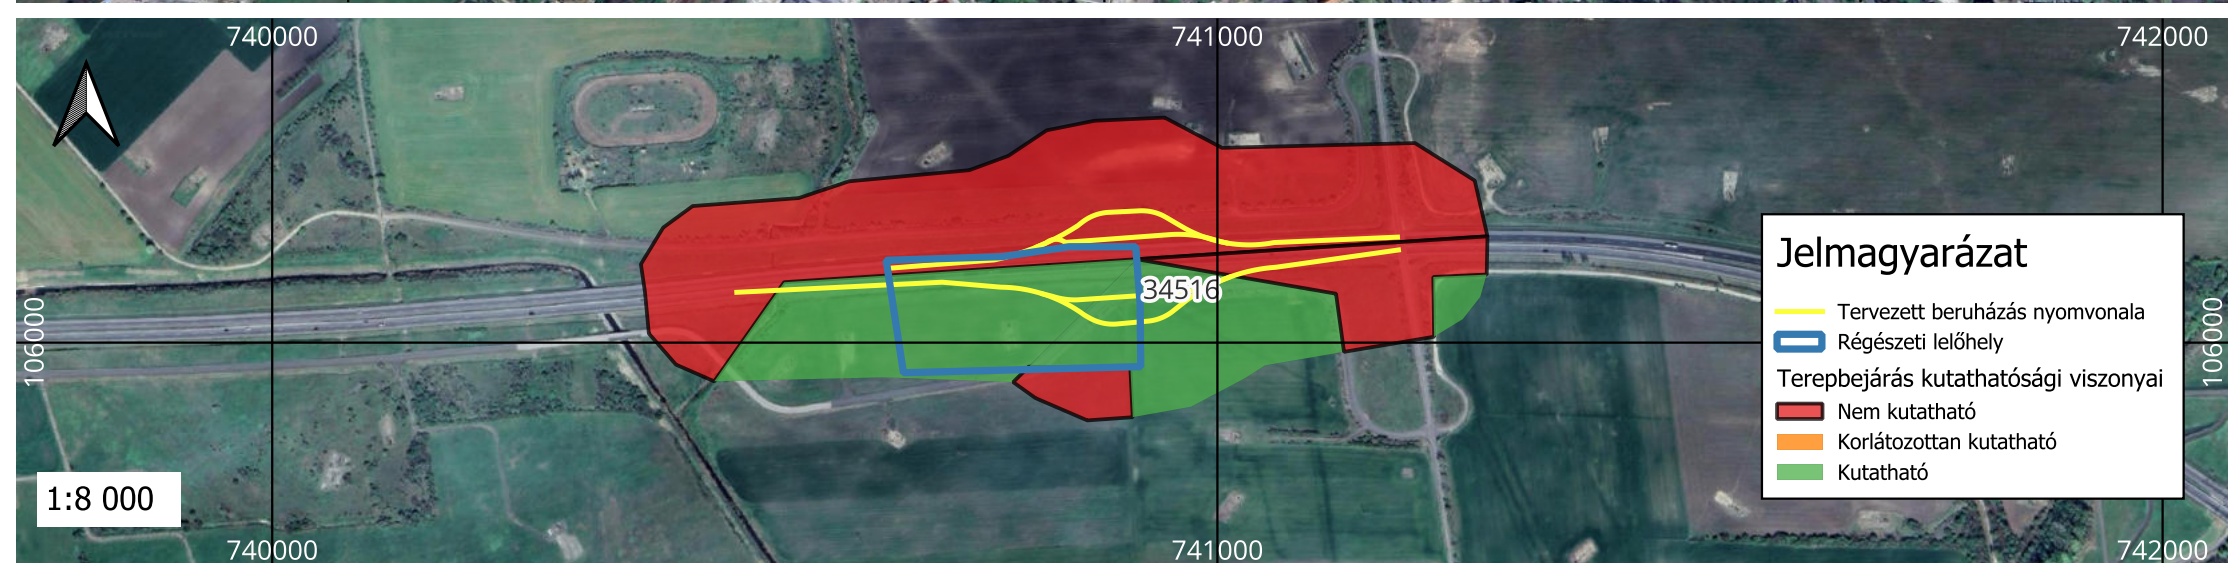 740000
741000
742000
106000
34516
106000
Jelmagyarázat
Tervezett beruházás nyomvonala
Régészeti lelőhely
Terepbejárás kutathatósági viszonyai
Nem kutatható
Korlátozottan kutatható
Kutatható
1:8 000
740000
741000
742000